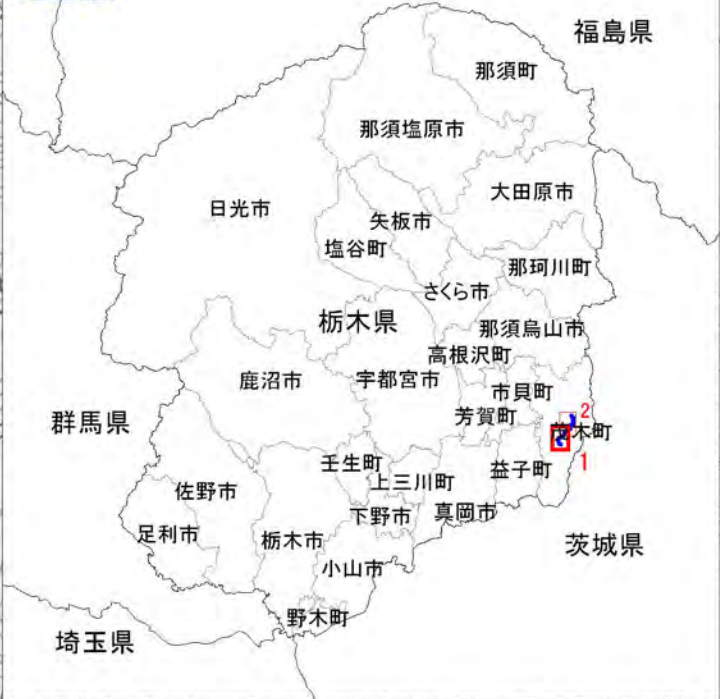 福島県
那須町
那須塩原市
大田原市
日光市
矢板市
塩谷町
那珂川町
さくら市
栃木県
那須烏山市
高根沢町
鹿沼市
宇都宮市
市貝町
芳賀町
群馬県
2
茂木町
1
壬生町
上三川町
益子町
佐野市
下野市
真岡市
足利市
栃木市
茨城県
小山市
野木町
埼玉県